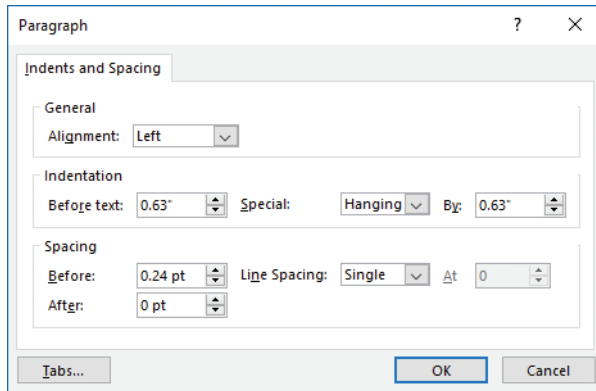 Paragraph ?
Indents and Spacing
General
Alignment: Left
Indentation
Before text: 0.63" Special: Hanging By: 0.63"
Spacing
Before: 0.24 pt Line Spacing: Single At 0
After: 0 pt
Tabs... OK Cancel